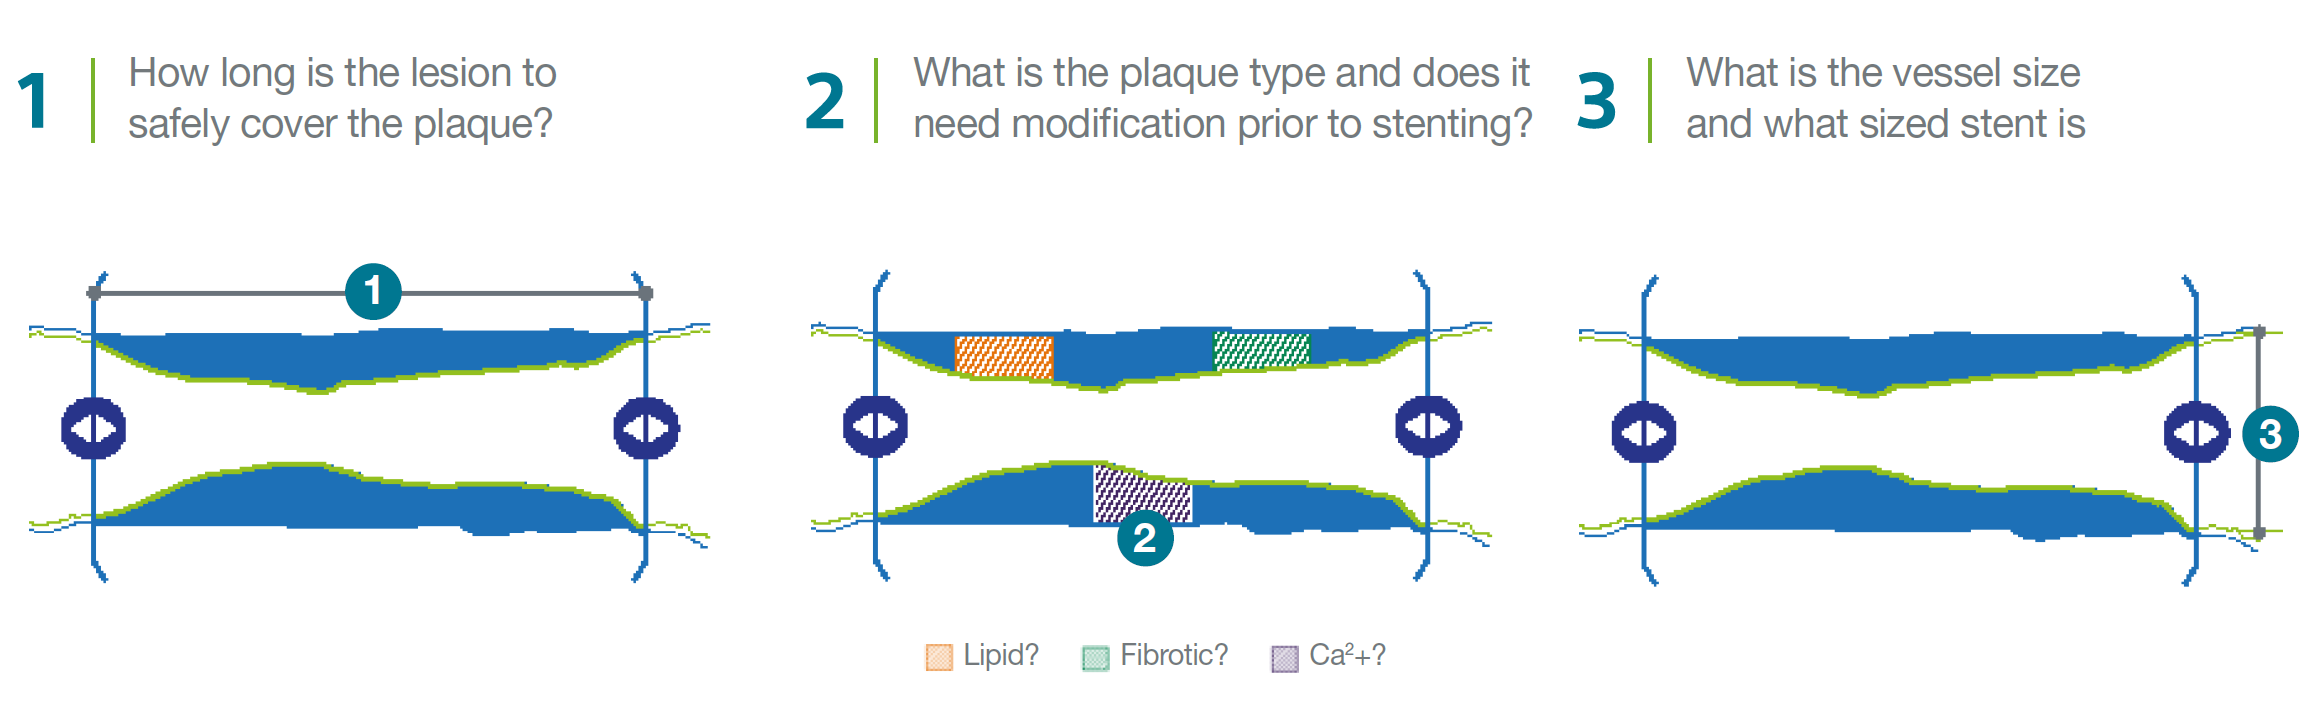 1
How long is the lesion to
safely cover the plaque?
2
What is the plaque type and does it
need modification prior to stenting?
3
What is the vessel size
and what sized stent is
1
2
3
Lipid?
Fibrotic?
Ca²+?